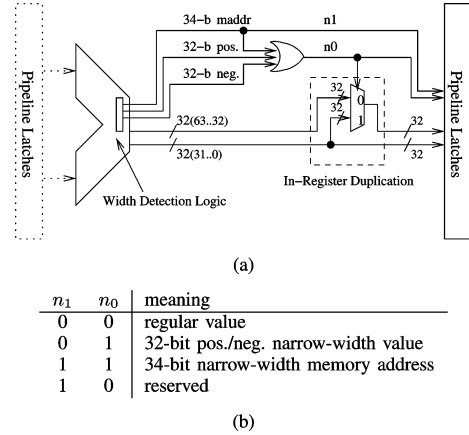 34-b maddr
n1
32-b pos.
n0
32-b neg.
Pipeline Latches
Pipeline Latches
32
0
32
1
32(63..32)
32
32(31..0)
32
Width Detection Logic
In-Register Duplication
(a)
n1 n0 meaning
0 0 regular value
0 1 32-bit pos./neg. narrow-width value
1 1 34-bit narrow-width memory address
1 0 reserved
(b)